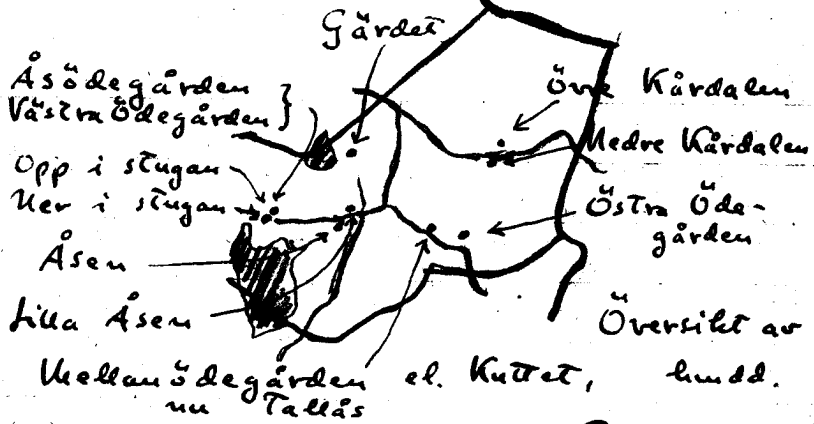 Gärdet
Åsödegården
Västra Ödegården
Opp i stugan
Ner i stugan
Åsen
Lilla Åsen
Mellanödegården el. Kuttet,
nu Tallås
Övre Kårdalen
Nedre Kårdalen
Östra Öde-
gården
Översikt av